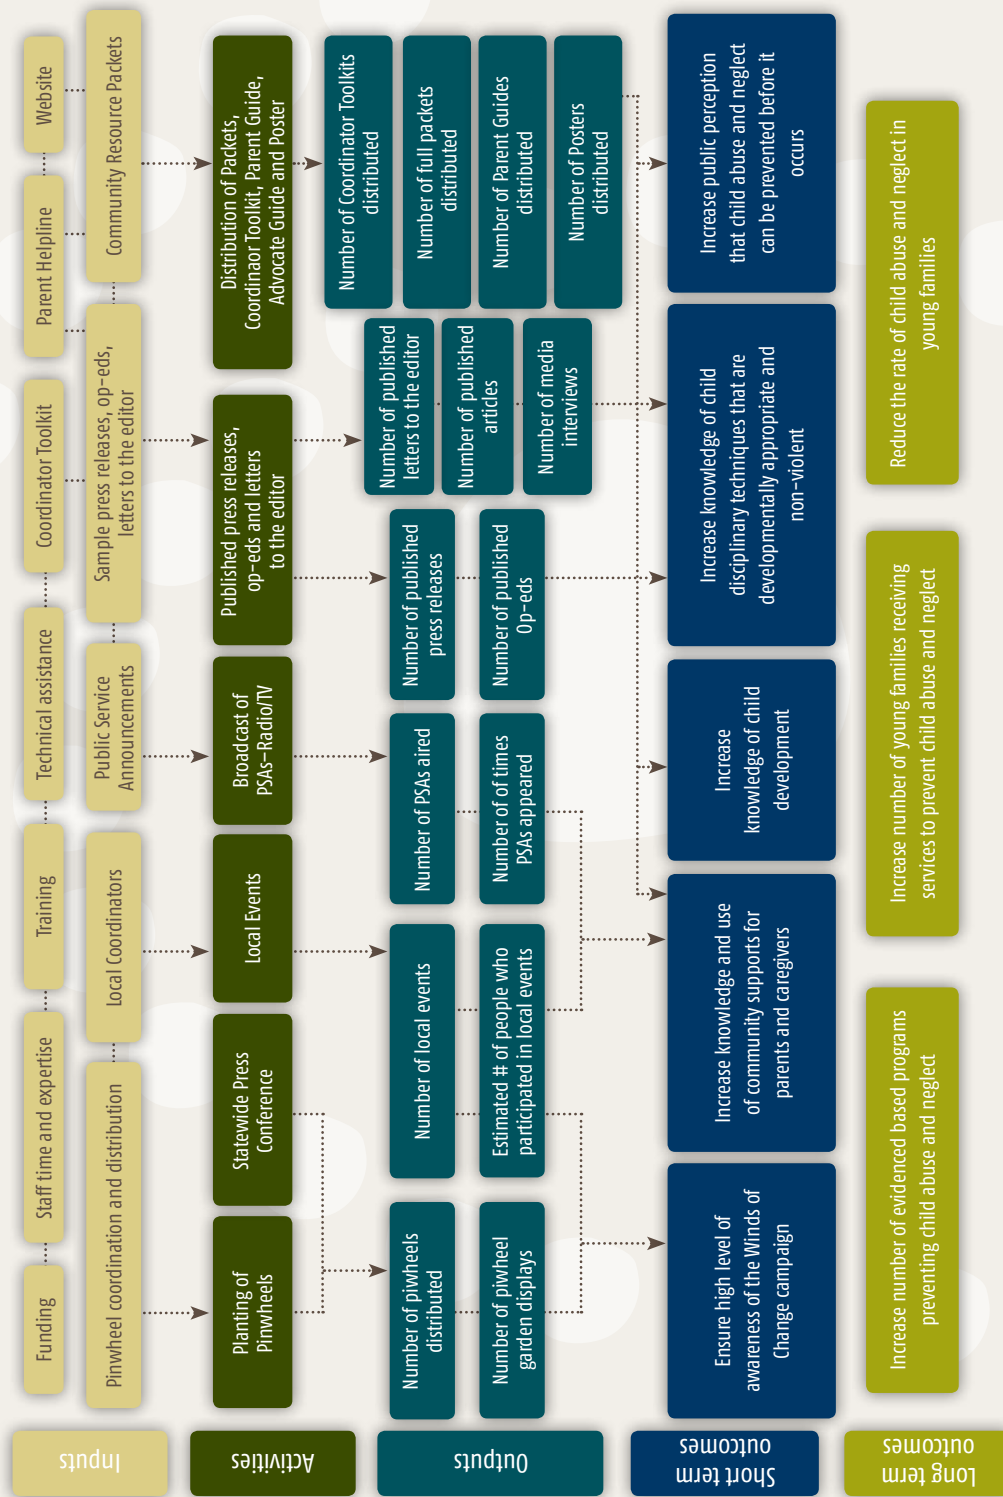 Inputs
Funding
Staff time and expertise
Training
Technical assistance
Coordinator Toolkit
Parent Helpline
Website
Pinwheel coordination and distribution
Local Coordinators
Public Service
Announcements
Sample press releases, op-eds,
letters to the editor
Community Resource Packets
Activities
Planting of
Pinwheels
Statewide Press
Conference
Local Events
Broadcast of
PSAs-Radio/TV
Published press releases,
op-eds and letters
to the editor
Distribution of Packets,
Coordinaor Toolkit, Parent Guide,
Advocate Guide and Poster
Outputs
Number of piwheels
distributed
Number of piwheel
garden displays
Number of local events
Estimated # of people who
participated in local events
Number of PSAs aired
Number of of times
PSAs appeared
Number of published
press releases
Number of published
Op-eds
Number of published
letters to the editor
Number of published
articles
Number of media
interviews
Number of Coordinator Toolkits
distributed
Number of full packets
distributed
Number of Parent Guides
distributed
Number of Posters
distributed
Short term
outcomes
Ensure high level of
awareness of the Winds of
Change campaign
Increase knowledge and use
of community supports for
parents and caregivers
Increase
knowledge of child
development
Increase knowledge of child
disciplinary techniques that are
developmentally appropriate and
non-violent
Increase public perception
that child abuse and neglect
can be prevented before it
occurs
Long term
outcomes
Increase number of evidenced based programs
preventing child abuse and neglect
Increase number of young families receiving
services to prevent child abuse and neglect
Reduce the rate of child abuse and neglect in
young families